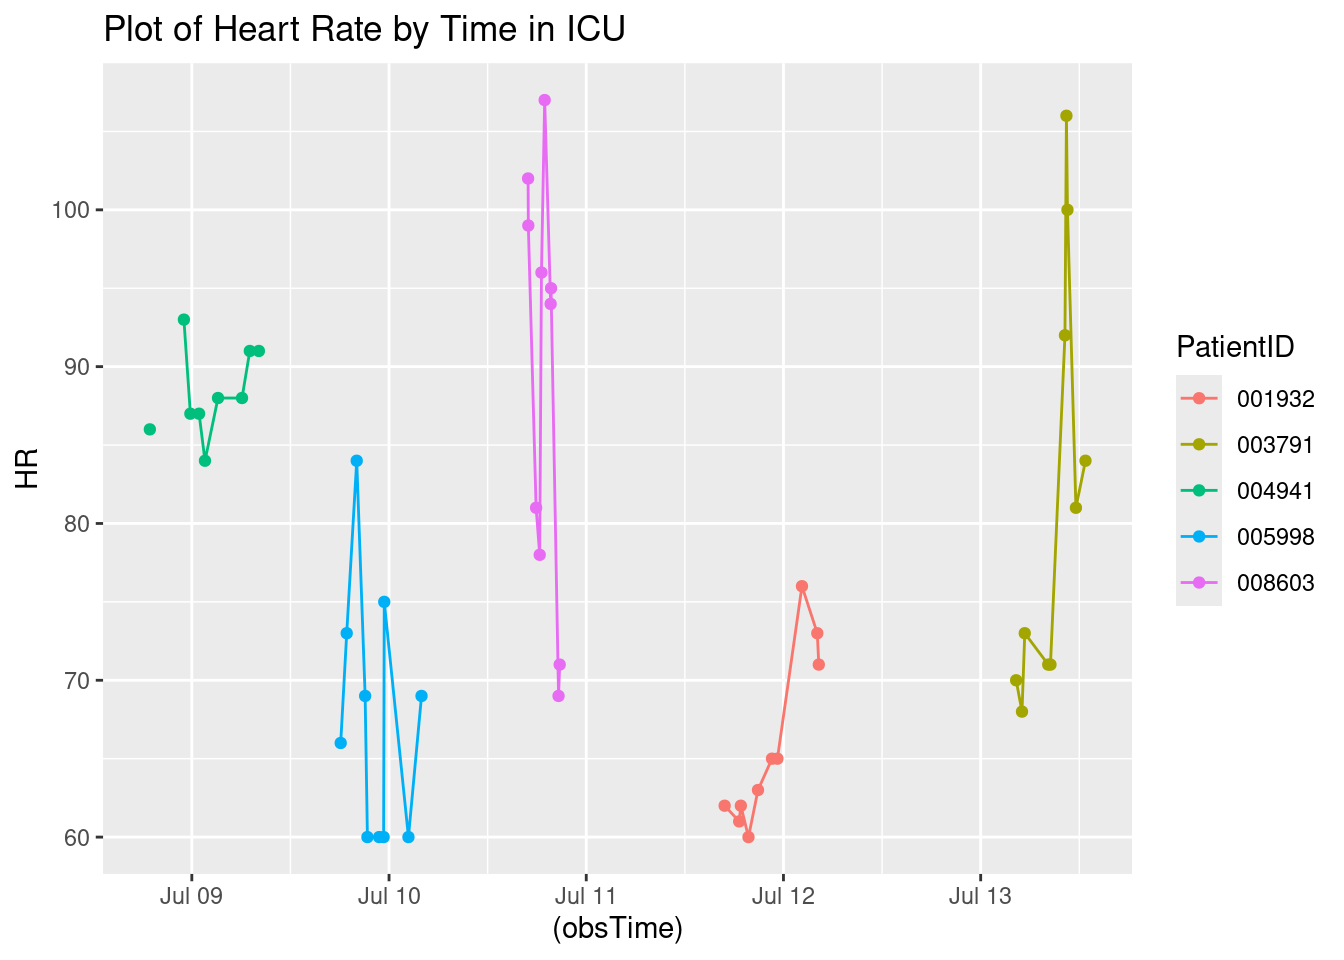 Plot of Heart Rate by Time in ICU
HR
100
90
80
70
60
Jul 09
Jul 10
Jul 11
Jul 12
Jul 13
(obsTime)
PatientID
001932
003791
004941
005998
008603